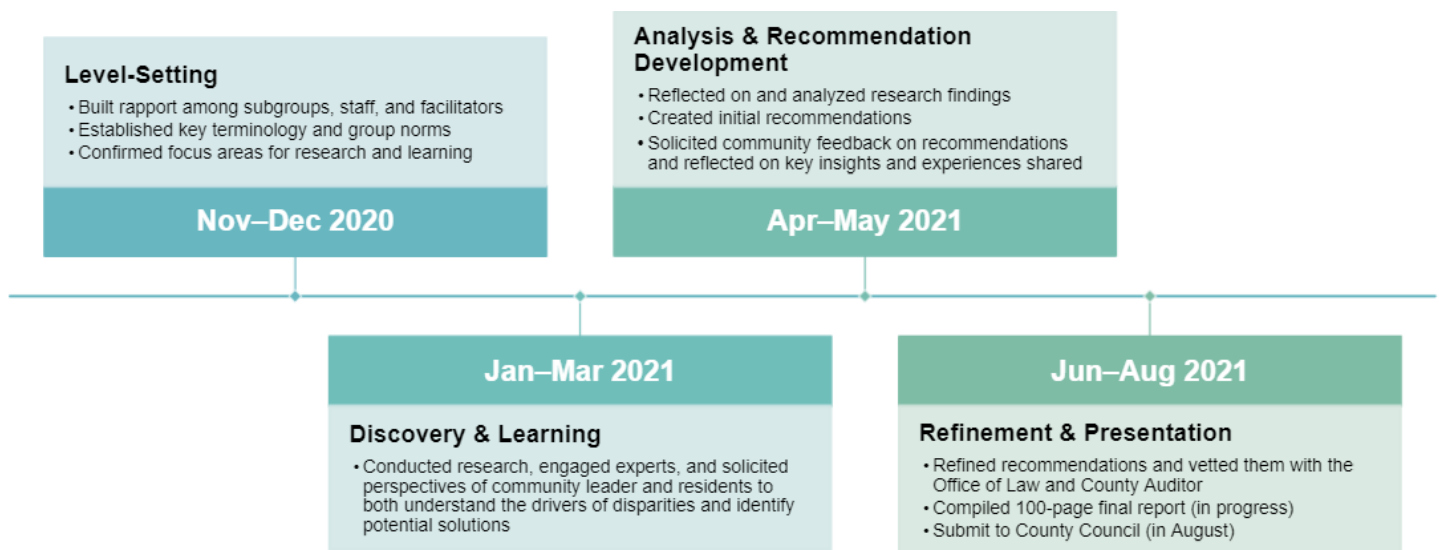 Level-Setting
• Built rapport among subgroups, staff, and facilitators
• Established key terminology and group norms
• Confirmed focus areas for research and learning
Nov–Dec 2020
Jan–Mar 2021
Discovery & Learning
• Conducted research, engaged experts, and solicited
perspectives of community leader and residents to
both understand the drivers of disparities and identify
potential solutions
Analysis & Recommendation
Development
• Reflected on and analyzed research findings
• Created initial recommendations
• Solicited community feedback on recommendations
and reflected on key insights and experiences shared
Apr–May 2021
Jun–Aug 2021
Refinement & Presentation
• Refined recommendations and vetted them with the
Office of Law and County Auditor
• Compiled 100-page final report (in progress)
• Submit to County Council (in August)